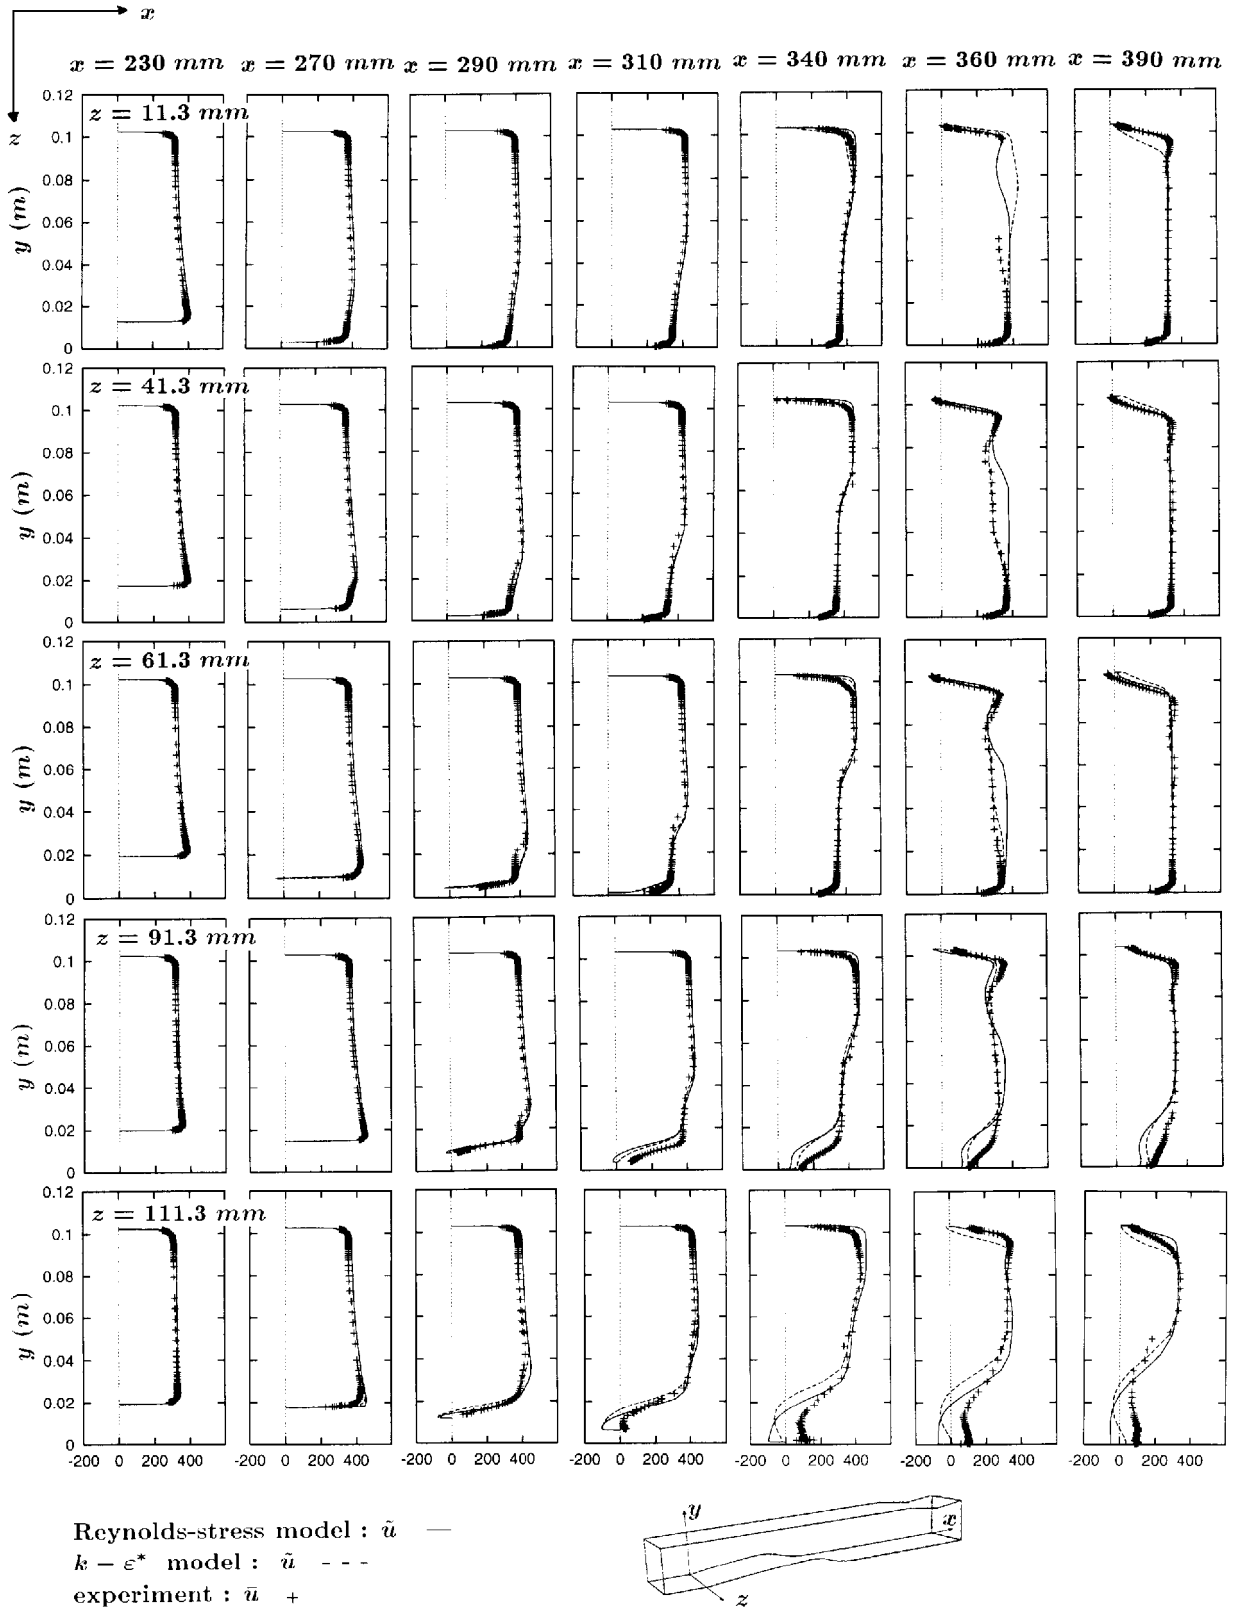 x
z
x = 230 mm x = 270 mm x = 290 mm x = 310 mm x = 340 mm x = 360 mm x = 390 mm
z = 11.3 mm
0.12
0.1
0.08
0.06
0.04
0.02
0
y (m)
z = 41.3 mm
0.12
0.1
0.08
0.06
0.04
0.02
0
y (m)
z = 61.3 mm
0.12
0.1
0.08
0.06
0.04
0.02
0
y (m)
z = 91.3 mm
0.12
0.1
0.08
0.06
0.04
0.02
0
y (m)
z = 111.3 mm
0.12
0.1
0.08
0.06
0.04
0.02
0
y (m)
-200 0 200 400 -200 0 200 400 -200 0 200 400 -200 0 200 400 -200 0 200 400 -200 0 200 400 -200 0 200 400
Reynolds-stress model : ũ —
k − ε* model : ũ - - -
experiment : ū +
y
x
z